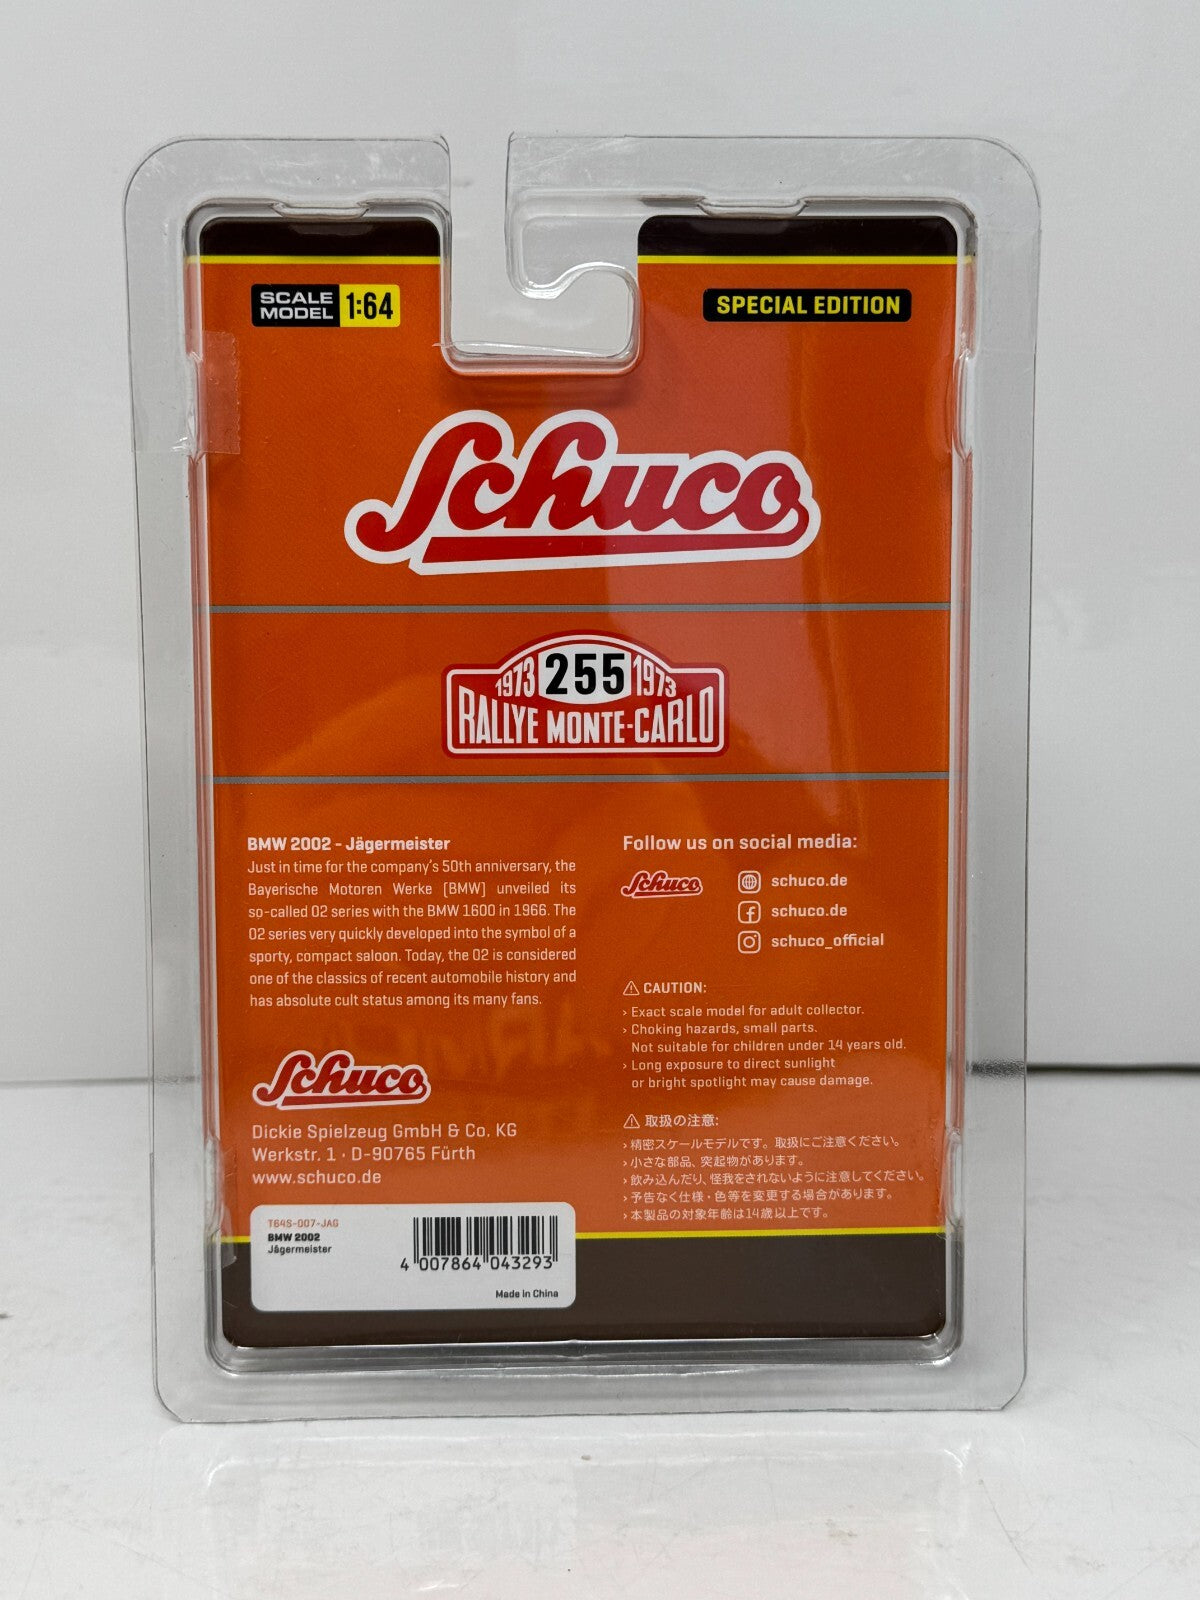 SCALE MODEL 1:64
SPECIAL EDITION
Schuco
1973 255 1973
RALLYE MONTE-CARLO
BMW 2002 - Jägermeister
Just in time for the company's 50th anniversary, the
Bayerische Motoren Werke [BMW] unveiled its
so-called 02 series with the BMW 1600 in 1966. The
02 series very quickly developed into the symbol of a
sporty, compact saloon. Today, the 02 is considered
one of the classics of recent automobile history and
has absolute cult status among its many fans.
Schuco
Dickie Spielzeug GmbH & Co. KG
Werkstr. 1 · D-90765 Fürth
www.schuco.de
Follow us on social media:
Schuco
schuco.de
schuco.de
schuco_official
⚠ CAUTION:
› Exact scale model for adult collector.
› Choking hazards, small parts.
Not suitable for children under 14 years old.
› Long exposure to direct sunlight
or bright spotlight may cause damage.
⚠ 取扱の注意:
› 精密スケールモデルです。取扱にご注意ください。
› 小さな部品、突起物があります。
› 飲み込んだり、怪我をされないように注意してください。
› 予告なく仕様・色等を変更する場合があります。
› 本製品の対象年齢は14歳以上です。
T64S-007-JAG
BMW 2002
Jägermeister
4 007864 043293
Made in China